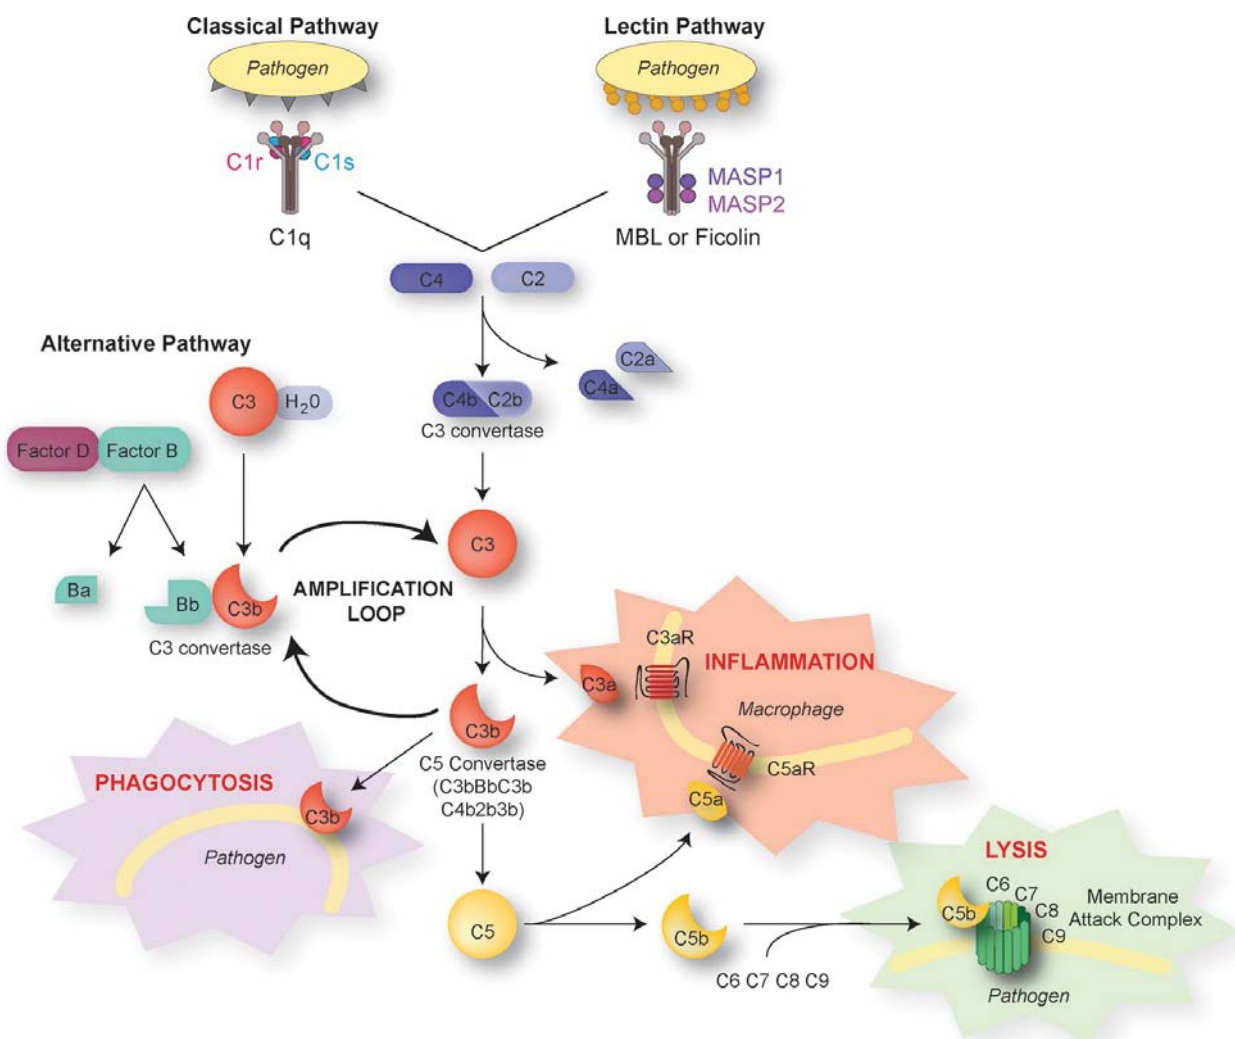 Classical Pathway
Lectin Pathway
Pathogen
Pathogen
C1r
C1s
MASP1
MASP2
C1q
MBL or Ficolin
C4
C2
Alternative Pathway
C2a
C4a
C3
H20
C4b
C2b
C3 convertase
Factor D
Factor B
C3
AMPLIFICATION
LOOP
Ba
Bb
C3b
C3 convertase
C3aR
INFLAMMATION
C3a
Macrophage
C3b
C5 Convertase
(C3bBbC3b
C4b2b3b)
C5aR
C5a
PHAGOCYTOSIS
C3b
Pathogen
LYSIS
C6
C7
C8
C9
C5b
Membrane
Attack Complex
C5
C5b
C6 C7 C8 C9
Pathogen